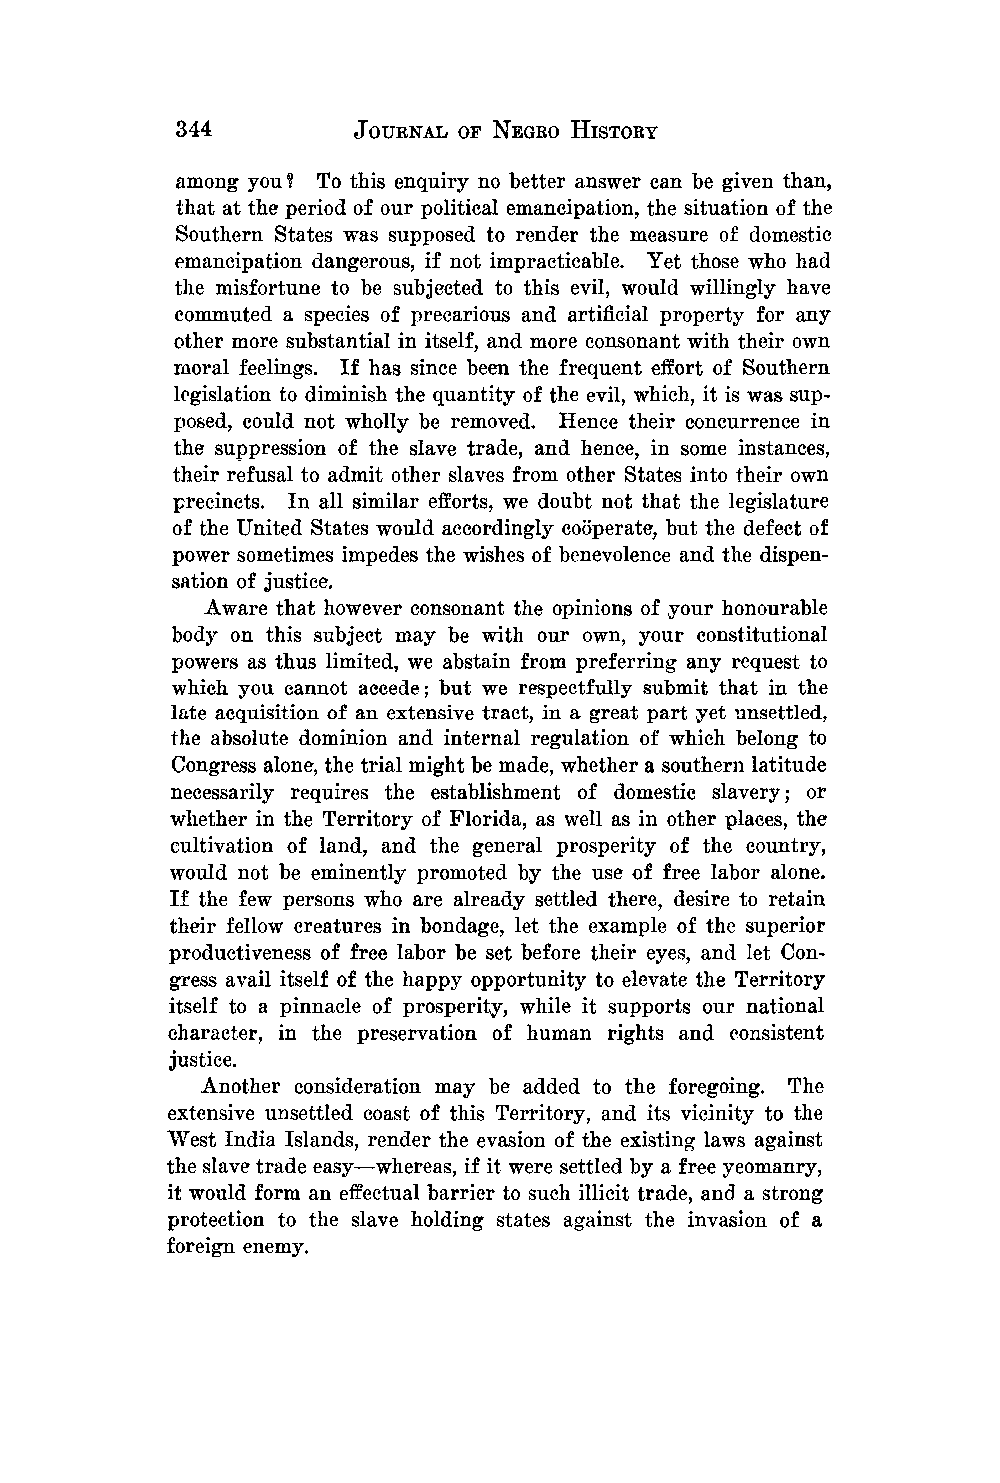 344 JOURNAL OF NEGRO HISTORY
among you? To this enquiry no better answer can be given than,
that at the period of our political emancipation, the situation of the
Southern States was supposed to render the measure of domestic
emancipation dangerous, if not impracticable. Yet those who had
the misfortune to be subjected to this evil, would willingly have
commuted a species of precarious and artificial property for any
other more substantial in itself, and more consonant with their own
moral feelings. If has since been the frequent effort of Southern
legislation to diminish the quantity of the evil, which, it is was sup-
posed, could not wholly be removed. Hence their concurrence in
the suppression of the slave trade, and hence, in some instances,
their refusal to admit other slaves from other States into their own
precincts. In all similar efforts, we doubt not that the legislature
of the United States would accordingly coöperate, but the defect of
power sometimes impedes the wishes of benevolence and the dispen-
sation of justice.
Aware that however consonant the opinions of your honourable
body on this subject may be with our own, your constitutional
powers as thus limited, we abstain from preferring any request to
which you cannot accede; but we respectfully submit that in the
late acquisition of an extensive tract, in a great part yet unsettled,
the absolute dominion and internal regulation of which belong to
Congress alone, the trial might be made, whether a southern latitude
necessarily requires the establishment of domestic slavery; or
whether in the Territory of Florida, as well as in other places, the
cultivation of land, and the general prosperity of the country,
would not be eminently promoted by the use of free labor alone.
If the few persons who are already settled there, desire to retain
their fellow creatures in bondage, let the example of the superior
productiveness of free labor be set before their eyes, and let Con-
gress avail itself of the happy opportunity to elevate the Territory
itself to a pinnacle of prosperity, while it supports our national
character, in the preservation of human rights and consistent
justice.
Another consideration may be added to the foregoing. The
extensive unsettled coast of this Territory, and its vicinity to the
West India Islands, render the evasion of the existing laws against
the slave trade easy—whereas, if it were settled by a free yeomanry,
it would form an effectual barrier to such illicit trade, and a strong
protection to the slave holding states against the invasion of a
foreign enemy.